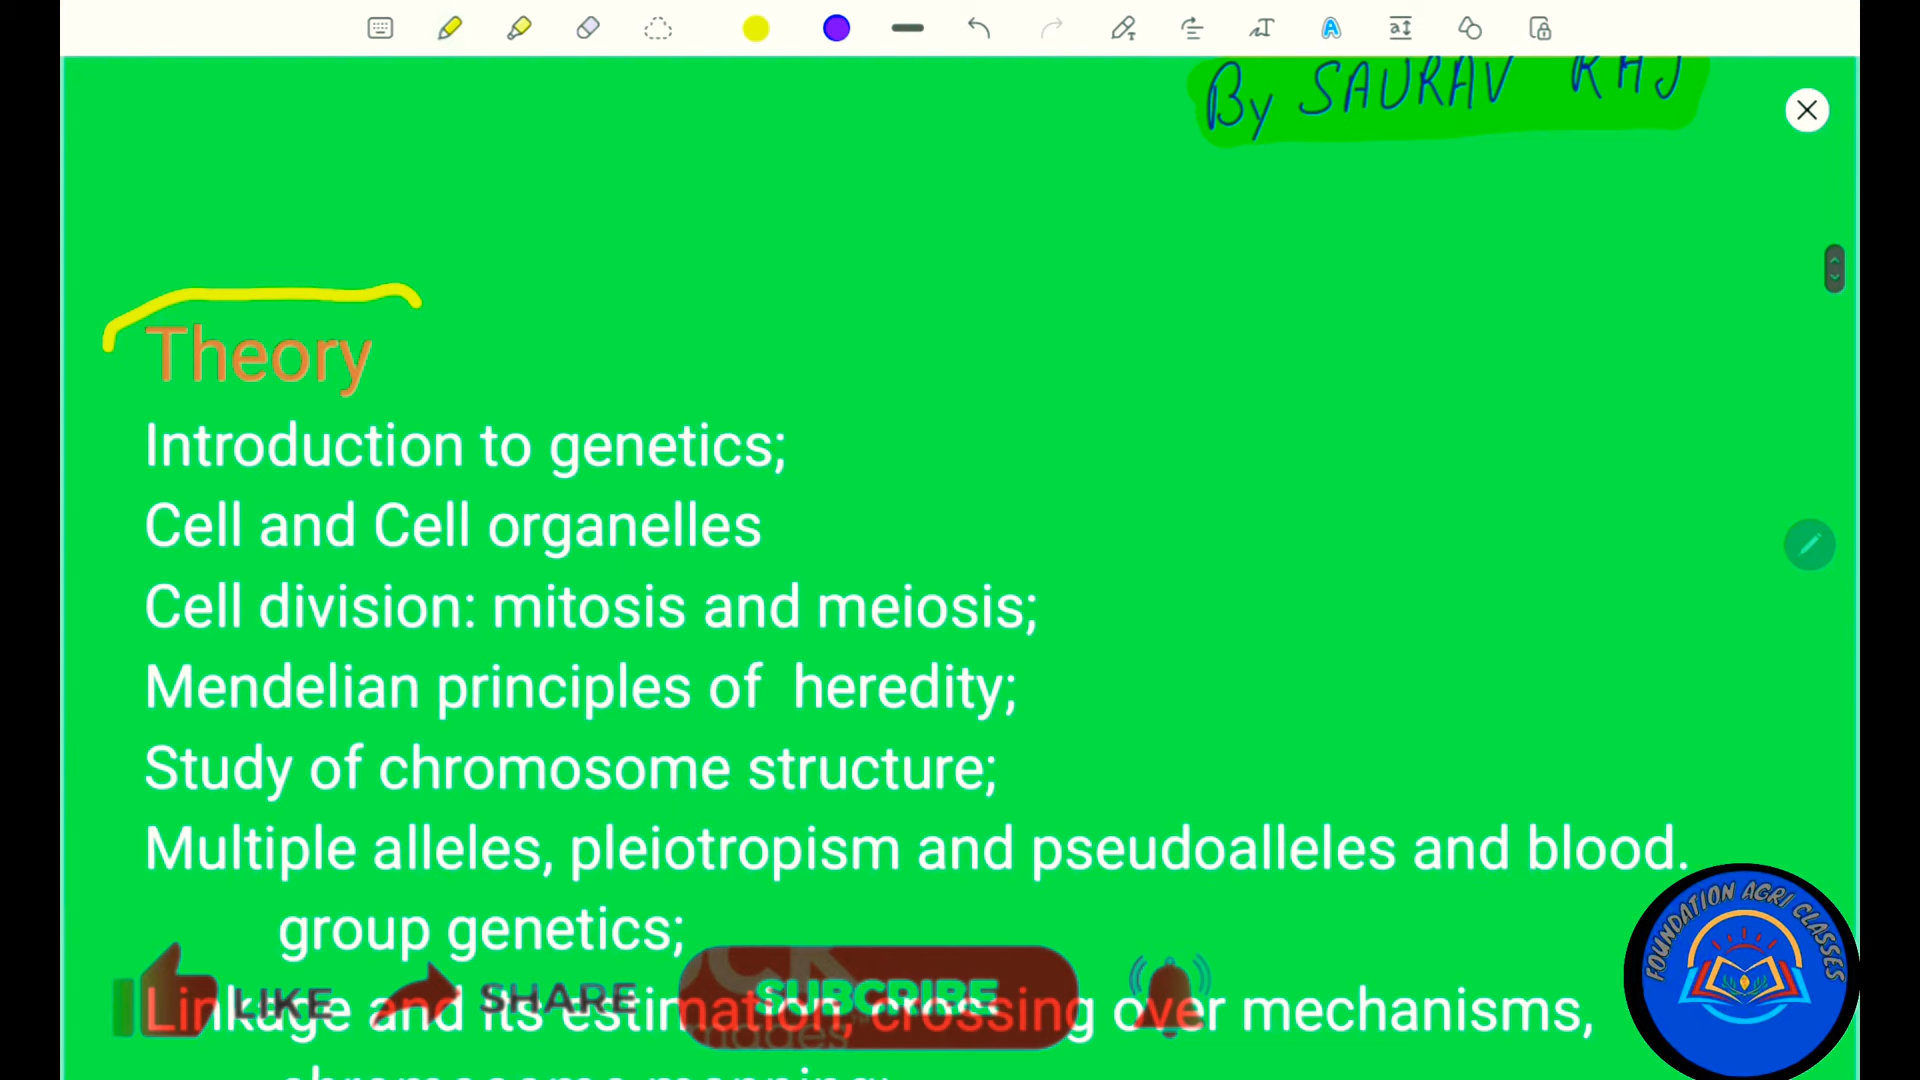 By SAURAV RAJ
Theory
Introduction to genetics;
Cell and Cell organelles
Cell division: mitosis and meiosis;
Mendelian principles of heredity;
Study of chromosome structure;
Multiple alleles, pleiotropism and pseudoalleles and blood.
group genetics;
Linkage and its estimation, crossing over mechanisms,
chromosome mapping;
LIKE
SHARE
SUBSCRIBE
FOUNDATION AGRI CLASSES